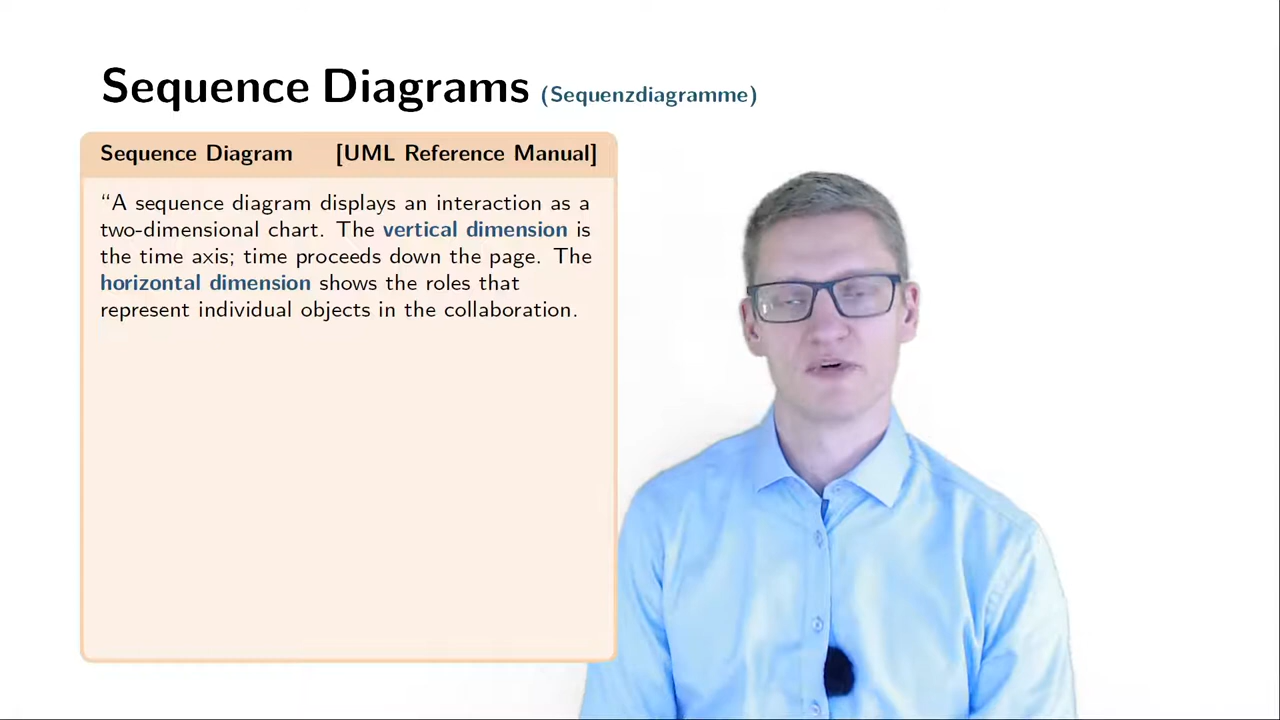 Sequence Diagrams (Sequenzdiagramme)
Sequence Diagram [UML Reference Manual]
“A sequence diagram displays an interaction as a
two-dimensional chart. The vertical dimension is
the time axis; time proceeds down the page. The
horizontal dimension shows the roles that
represent individual objects in the collaboration.